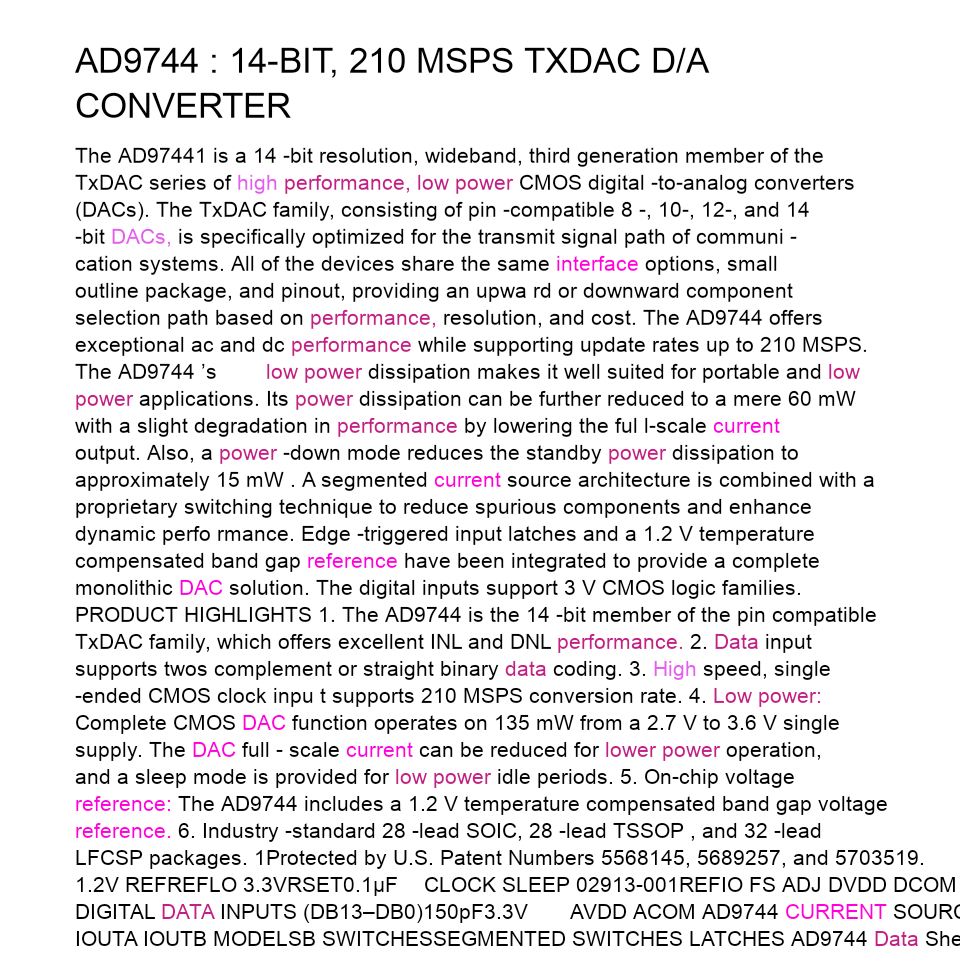 AD9744 : 14-BIT, 210 MSPS TXDAC D/A
CONVERTER
The AD97441 is a 14 -bit resolution, wideband, third generation member of the
TxDAC series of high performance, low power CMOS digital -to-analog converters
(DACs). The TxDAC family, consisting of pin -compatible 8 -, 10-, 12-, and 14
-bit DACs, is specifically optimized for the transmit signal path of communi -
cation systems. All of the devices share the same interface options, small
outline package, and pinout, providing an upwa rd or downward component
selection path based on performance, resolution, and cost. The AD9744 offers
exceptional ac and dc performance while supporting update rates up to 210 MSPS.
The AD9744 ’s low power dissipation makes it well suited for portable and low
power applications. Its power dissipation can be further reduced to a mere 60 mW
with a slight degradation in performance by lowering the ful l-scale current
output. Also, a power -down mode reduces the standby power dissipation to
approximately 15 mW . A segmented current source architecture is combined with a
proprietary switching technique to reduce spurious components and enhance
dynamic perfo rmance. Edge -triggered input latches and a 1.2 V temperature
compensated band gap reference have been integrated to provide a complete
monolithic DAC solution. The digital inputs support 3 V CMOS logic families.
PRODUCT HIGHLIGHTS 1. The AD9744 is the 14 -bit member of the pin compatible
TxDAC family, which offers excellent INL and DNL performance. 2. Data input
supports twos complement or straight binary data coding. 3. High speed, single
-ended CMOS clock inpu t supports 210 MSPS conversion rate. 4. Low power:
Complete CMOS DAC function operates on 135 mW from a 2.7 V to 3.6 V single
supply. The DAC full - scale current can be reduced for lower power operation,
and a sleep mode is provided for low power idle periods. 5. On-chip voltage
reference: The AD9744 includes a 1.2 V temperature compensated band gap voltage
reference. 6. Industry -standard 28 -lead SOIC, 28 -lead TSSOP , and 32 -lead
LFCSP packages. 1Protected by U.S. Patent Numbers 5568145, 5689257, and 5703519.
1.2V REFREFLO 3.3VRSET0.1µF CLOCK SLEEP 02913-001REFIO FS ADJ DVDD DCOM
DIGITAL DATA INPUTS (DB13–DB0)150pF3.3V AVDD ACOM AD9744 CURRENT SOURC
IOUTA IOUTB MODELSB SWITCHESSEGMENTED SWITCHES LATCHES AD9744 Data She